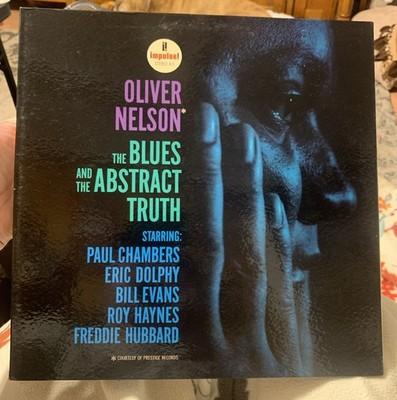 i!
impulse!
OLIVER
NELSON*
THE BLUES
AND THE ABSTRACT
TRUTH
STARRING:
PAUL CHAMBERS
ERIC DOLPHY
BILL EVANS
ROY HAYNES
FREDDIE HUBBARD
* COURTESY OF PRESTIGE RECORDS